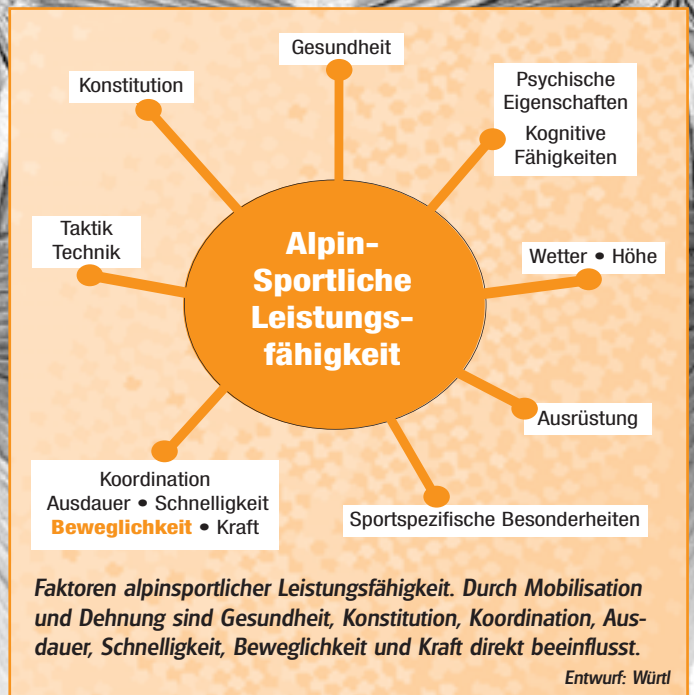 Gesundheit
Konstitution
Psychische
Eigenschaften
Kognitive
Fähigkeiten
Taktik
Technik
Alpin-
Sportliche
Leistungs-
fähigkeit
Wetter • Höhe
Ausrüstung
Koordination
Ausdauer • Schnelligkeit
Beweglichkeit • Kraft
Sportspezifische Besonderheiten
Faktoren alpinsportlicher Leistungsfähigkeit. Durch Mobilisation
und Dehnung sind Gesundheit, Konstitution, Koordination, Aus-
dauer, Schnelligkeit, Beweglichkeit und Kraft direkt beeinflusst.
Entwurf: Würtl